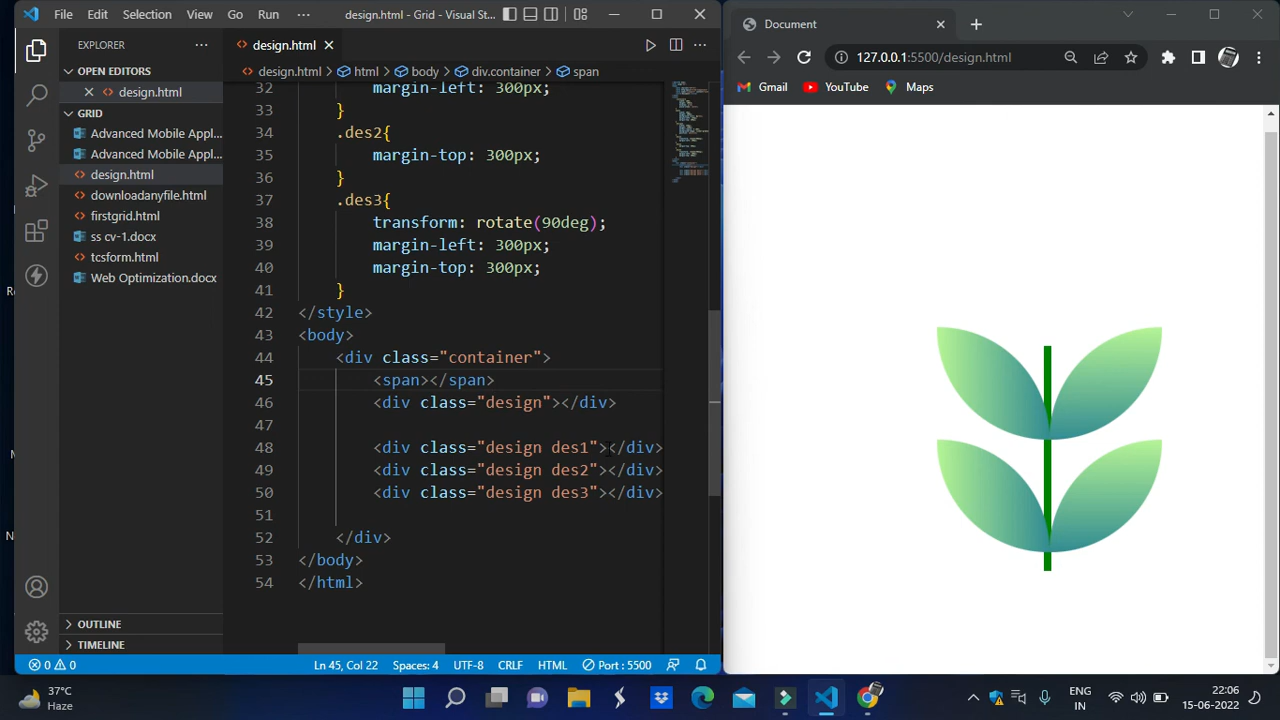 File Edit Selection View Go Run ··· design.html - Grid - Visual St...
EXPLORER ···
OPEN EDITORS
× <> design.html
GRID
Advanced Mobile Appl...
Advanced Mobile Appl...
design.html
downloadanyfile.html
firstgrid.html
ss cv-1.docx
tcsform.html
Web Optimization.docx
OUTLINE
TIMELINE
<> design.html ×
<> design.html > html > body > div.container > span
32 margin-left: 300px;
33 }
34 .des2{
35 margin-top: 300px;
36 }
37 .des3{
38 transform: rotate(90deg);
39 margin-left: 300px;
40 margin-top: 300px;
41 }
42 </style>
43 <body>
44 <div class="container">
45 <span></span>
46 <div class="design"></div>
47
48 <div class="design des1"></div>
49 <div class="design des2"></div>
50 <div class="design des3"></div>
51
52 </div>
53 </body>
54 </html>
0 0 Ln 45, Col 22 Spaces: 4 UTF-8 CRLF HTML Port : 5500
Document
127.0.0.1:5500/design.html
Gmail YouTube Maps
37°C
Haze
ENG
IN
22:06
15-06-2022